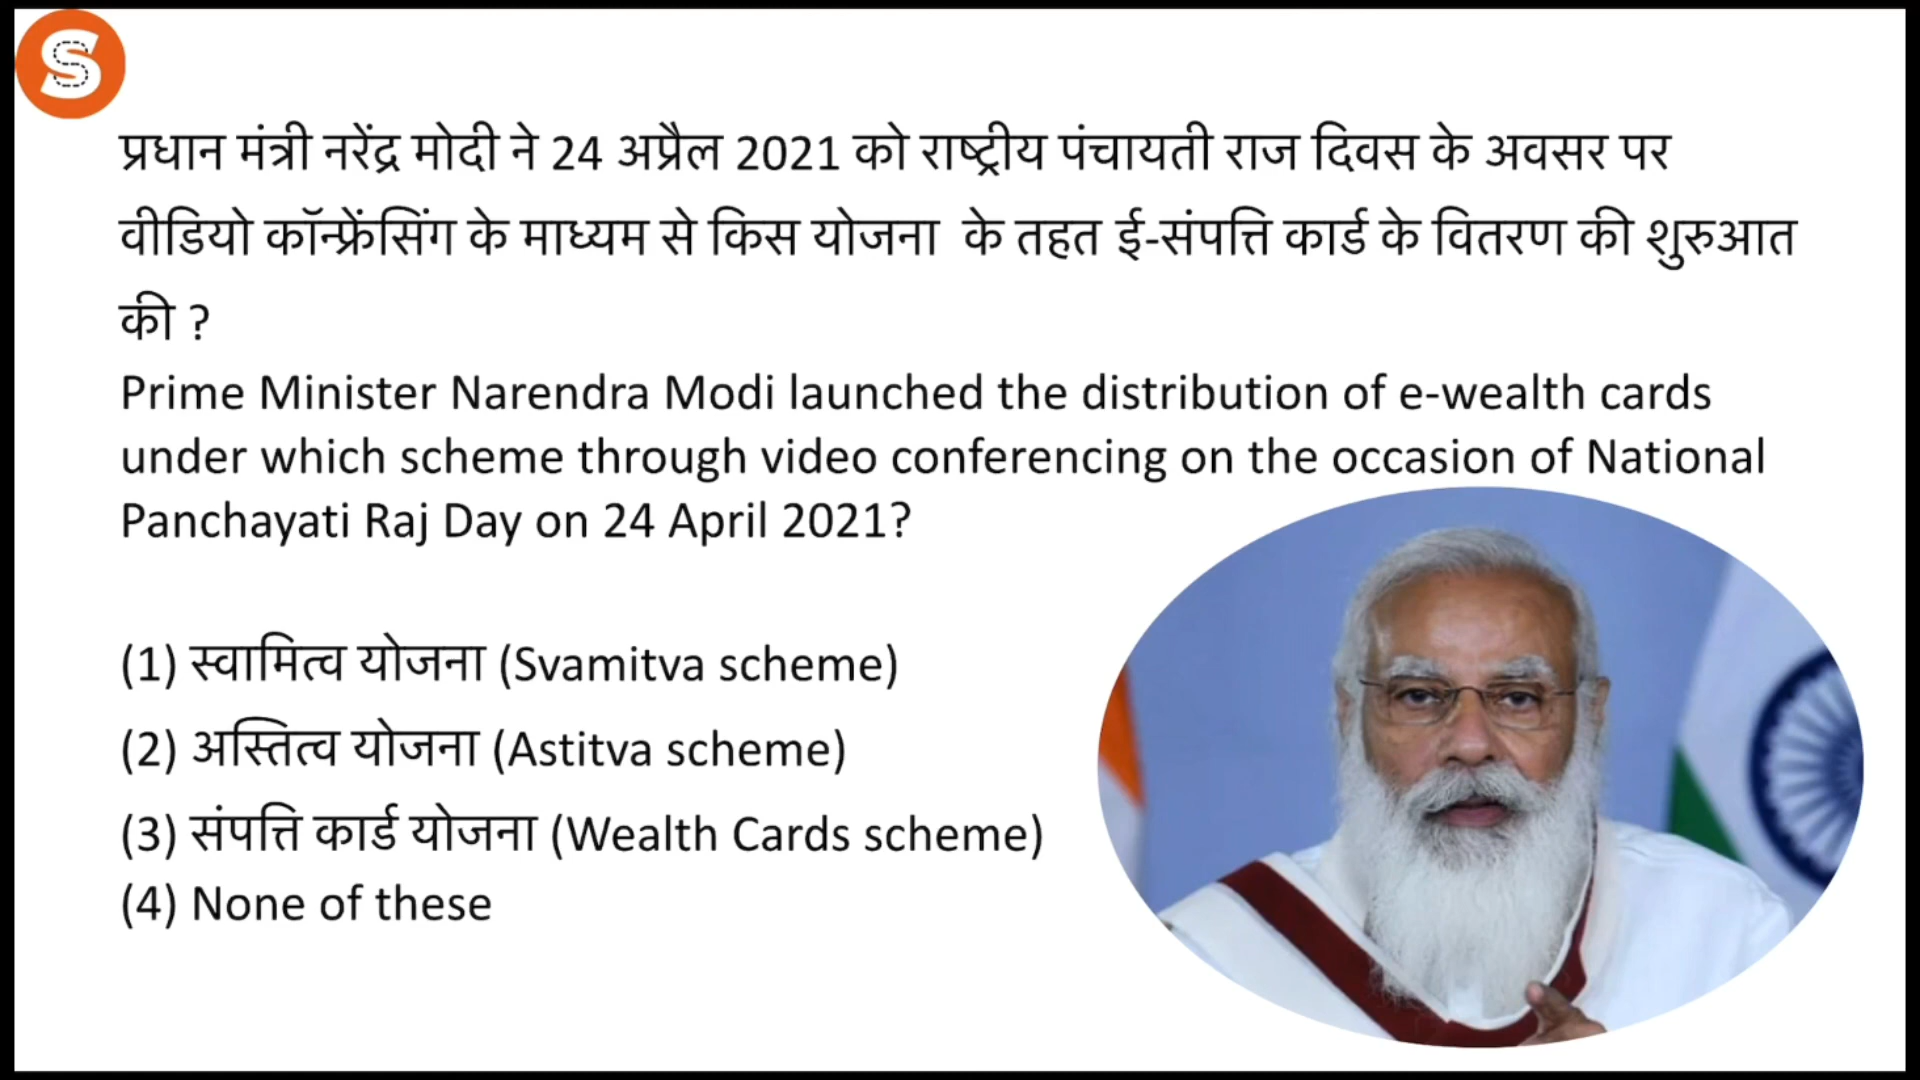 S
प्रधान मंत्री नरेंद्र मोदी ने 24 अप्रैल 2021 को राष्ट्रीय पंचायती राज दिवस के अवसर पर
वीडियो कॉन्फ्रेंसिंग के माध्यम से किस योजना के तहत ई-संपत्ति कार्ड के वितरण की शुरुआत
की ?
Prime Minister Narendra Modi launched the distribution of e-wealth cards
under which scheme through video conferencing on the occasion of National
Panchayati Raj Day on 24 April 2021?
(1) स्वामित्व योजना (Svamitva scheme)
(2) अस्तित्व योजना (Astitva scheme)
(3) संपत्ति कार्ड योजना (Wealth Cards scheme)
(4) None of these